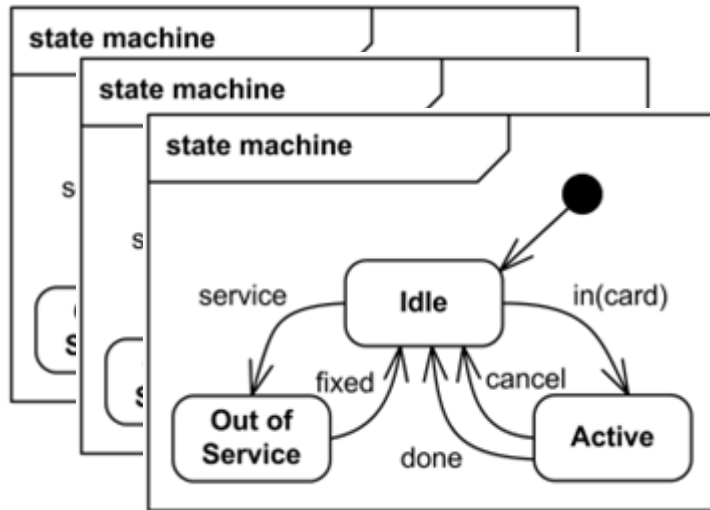 state machine
state machine
state machine
service
Idle
in(card)
fixed
cancel
Out of
Service
done
Active